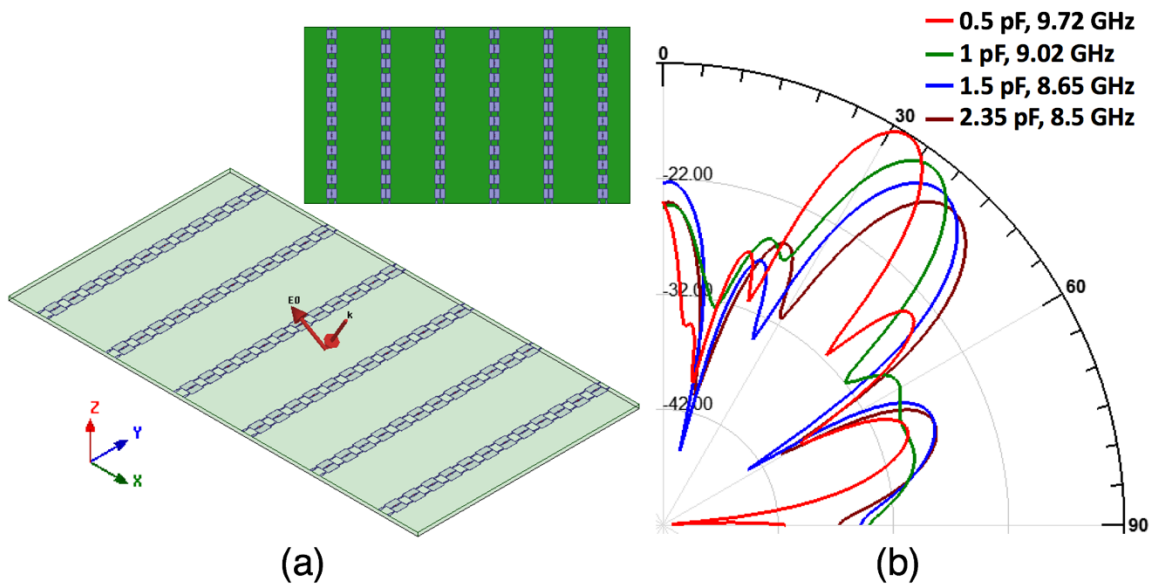 0.5 pF, 9.72 GHz
1 pF, 9.02 GHz
1.5 pF, 8.65 GHz
2.35 pF, 8.5 GHz
0
30
60
90
-22.00
-32.00
-42.00
E0
k
Z
Y
X
(a)
(b)